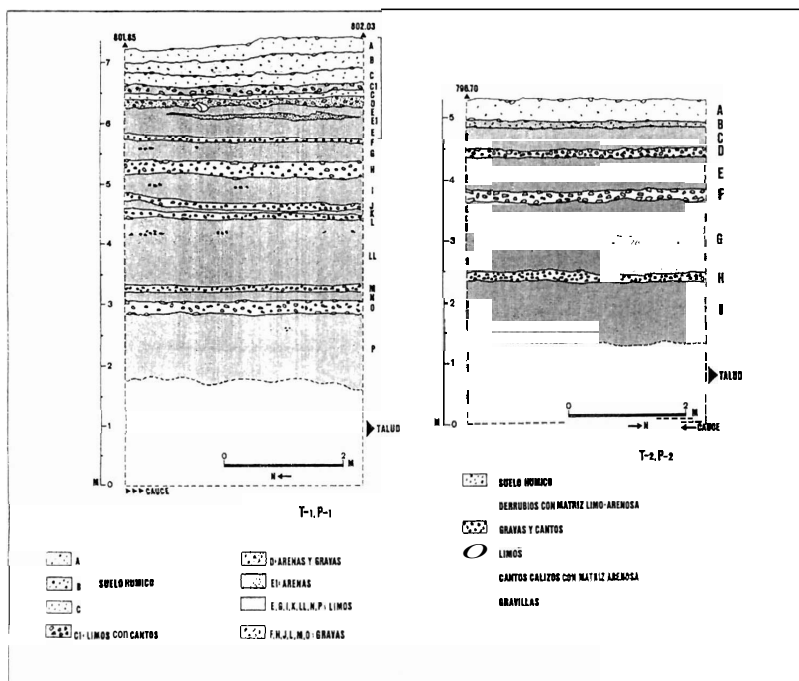 801.85
802.03
7
6
5
4
3
2
1
M 0
A
B
C
C1
C
D
E
E1
E
F
G
H
I
J
K
L
LL
M
N
O
P
TALUD
CAUCE
0 2 M
N
T-1, P-1
A
B SUELO HUMICO
C
C1= LIMOS CON CANTOS
D= ARENAS Y GRAVAS
E1= ARENAS
E,G,I,K,LL,N,P= LIMOS
F,H,J,L,M,O= GRAVAS
796.70
5
4
3
2
1
M 0
A
B
C
D
E
F
G
H
I
TALUD
0 2
N M
CAUCE
T-2, P-2
SUELO HUMICO
DERRUBIOS CON MATRIZ LIMO-ARENOSA
GRAVAS Y CANTOS
LIMOS
CANTOS CALIZOS CON MATRIZ ARENOSA
GRAVILLAS